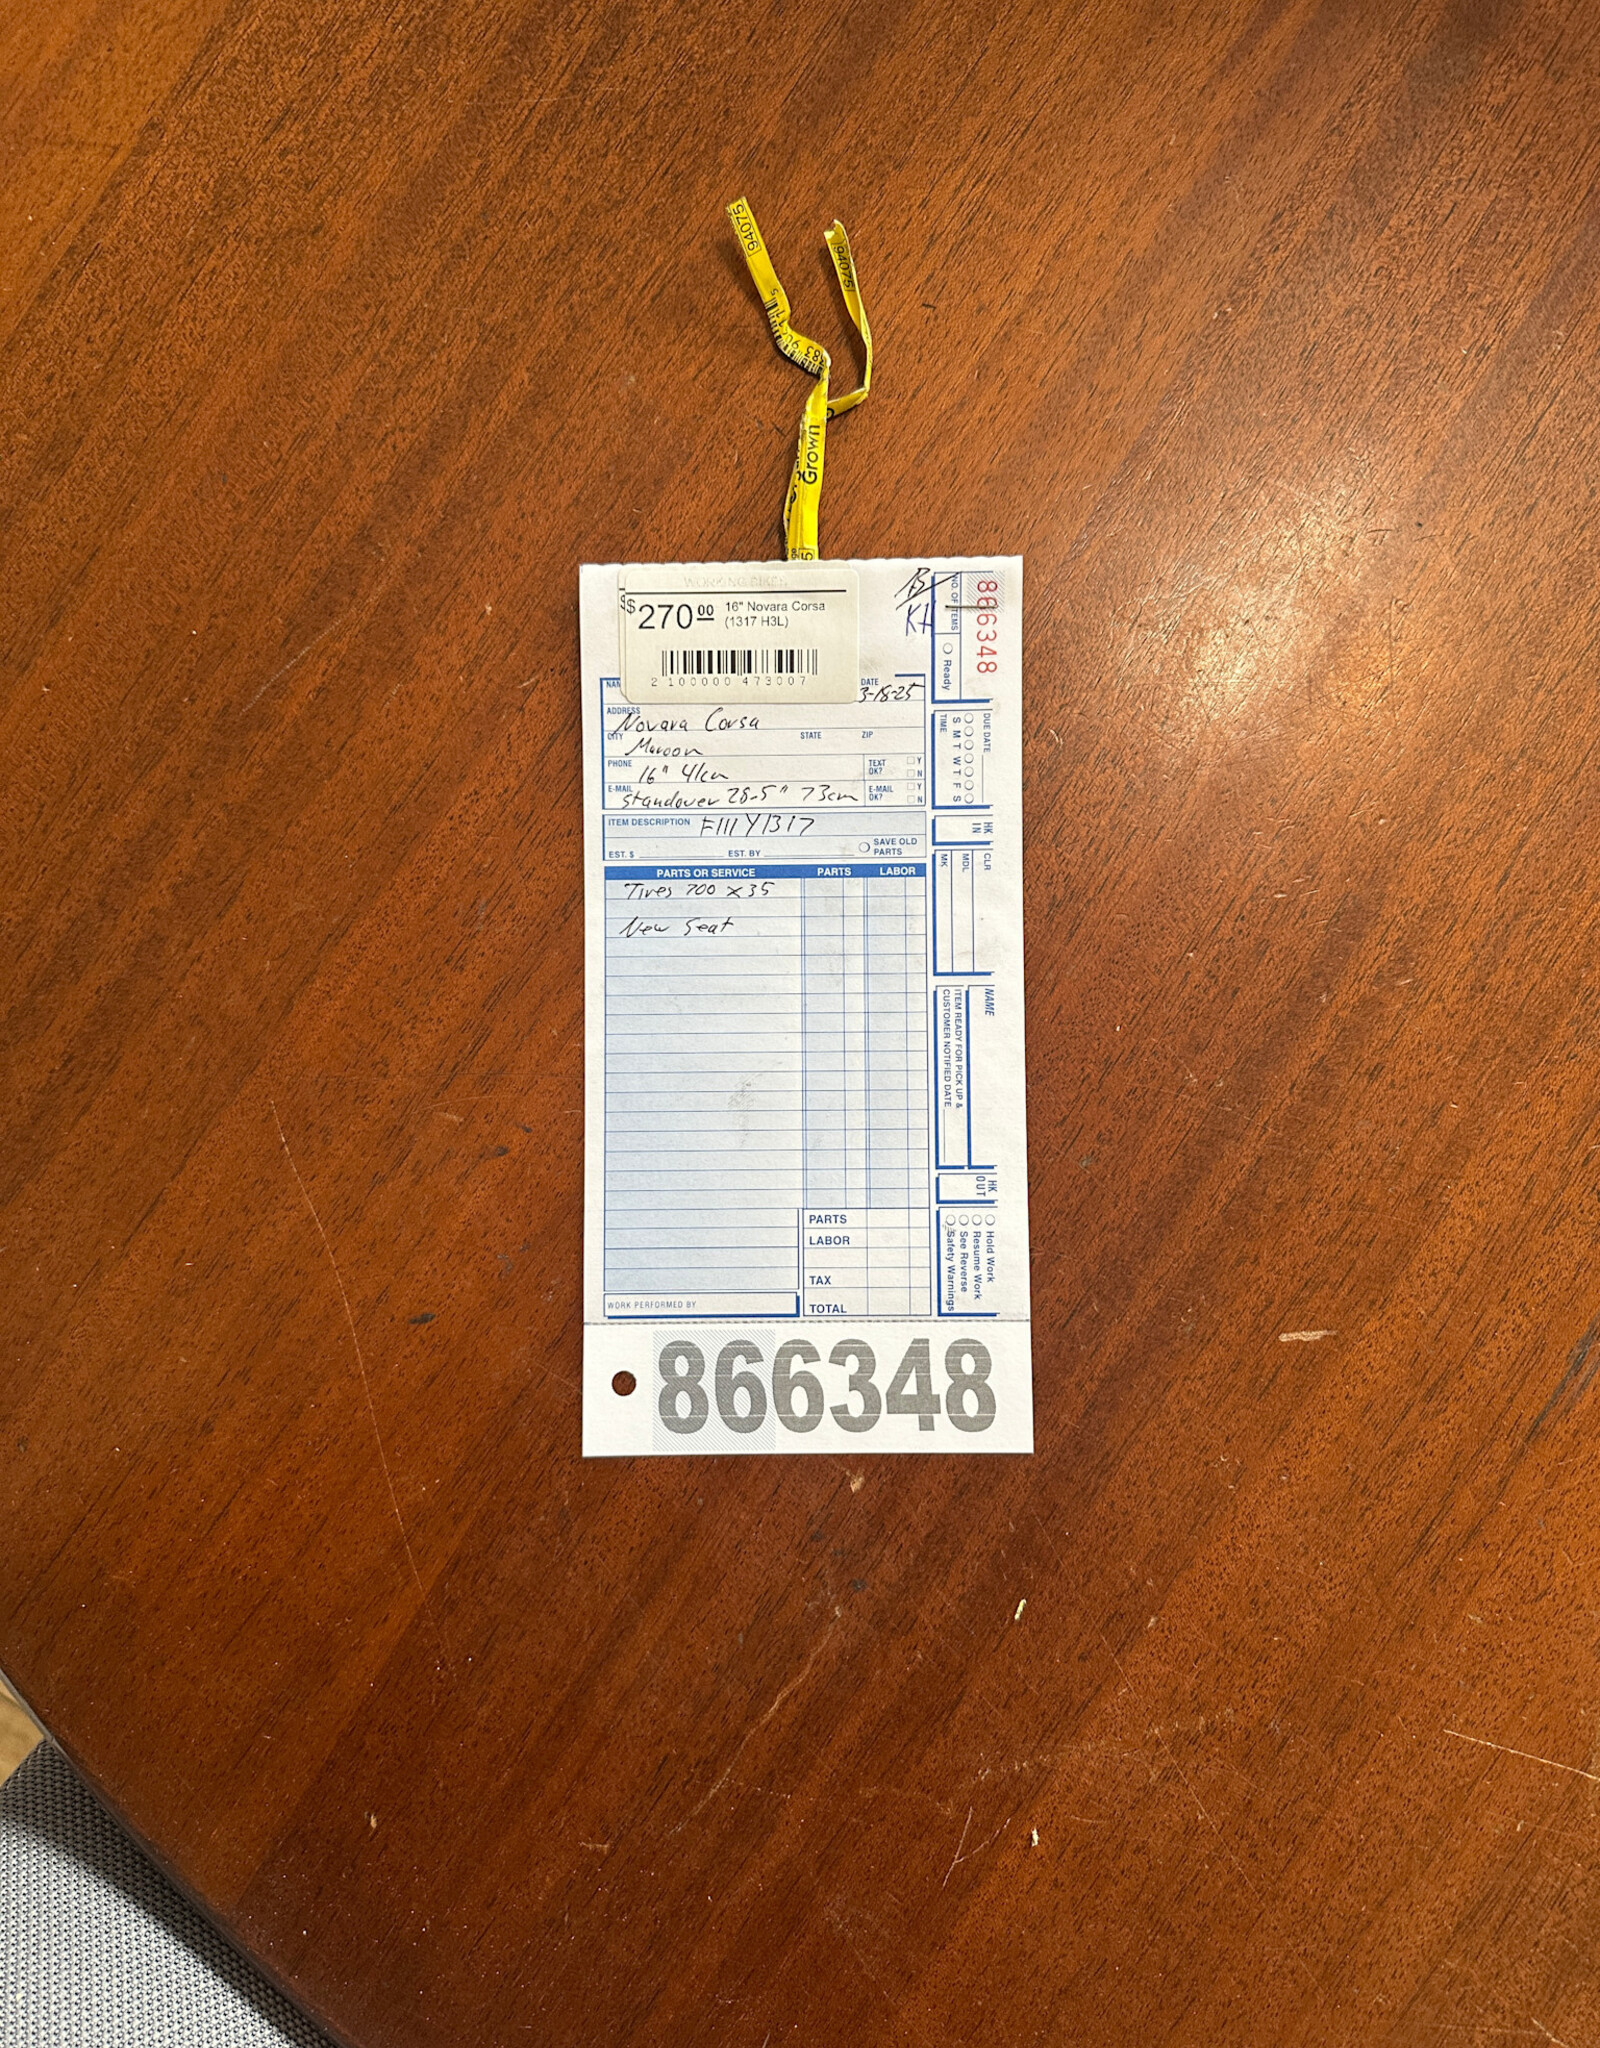 94075
94075
Grown
WORKING BIKES
$270.00 16" Novara Corsa
(1317 H3L)
2 100000 473007
KH
NO. OF ITEMS
Ready
866348
DATE
3-18-25
ADDRESS
Novara Corsa
CITY STATE ZIP
Maroon
PHONE TEXT OK? Y N
16" 41cm
E-MAIL E-MAIL OK? Y N
standover 28.5" 73cm
ITEM DESCRIPTION F111Y1317
EST. $ EST. BY SAVE OLD PARTS
PARTS OR SERVICE PARTS LABOR
Tires 700 x 35
New Seat
PARTS
LABOR
TAX
TOTAL
WORK PERFORMED BY
DUE DATE
S M T W T F S
TIME
HK IN
CLR
MDL
MK
NAME
ITEM READY FOR PICK UP &
CUSTOMER NOTIFIED DATE
HK OUT
Hold Work
Resume Work
See Reverse
Safety Warnings
866348